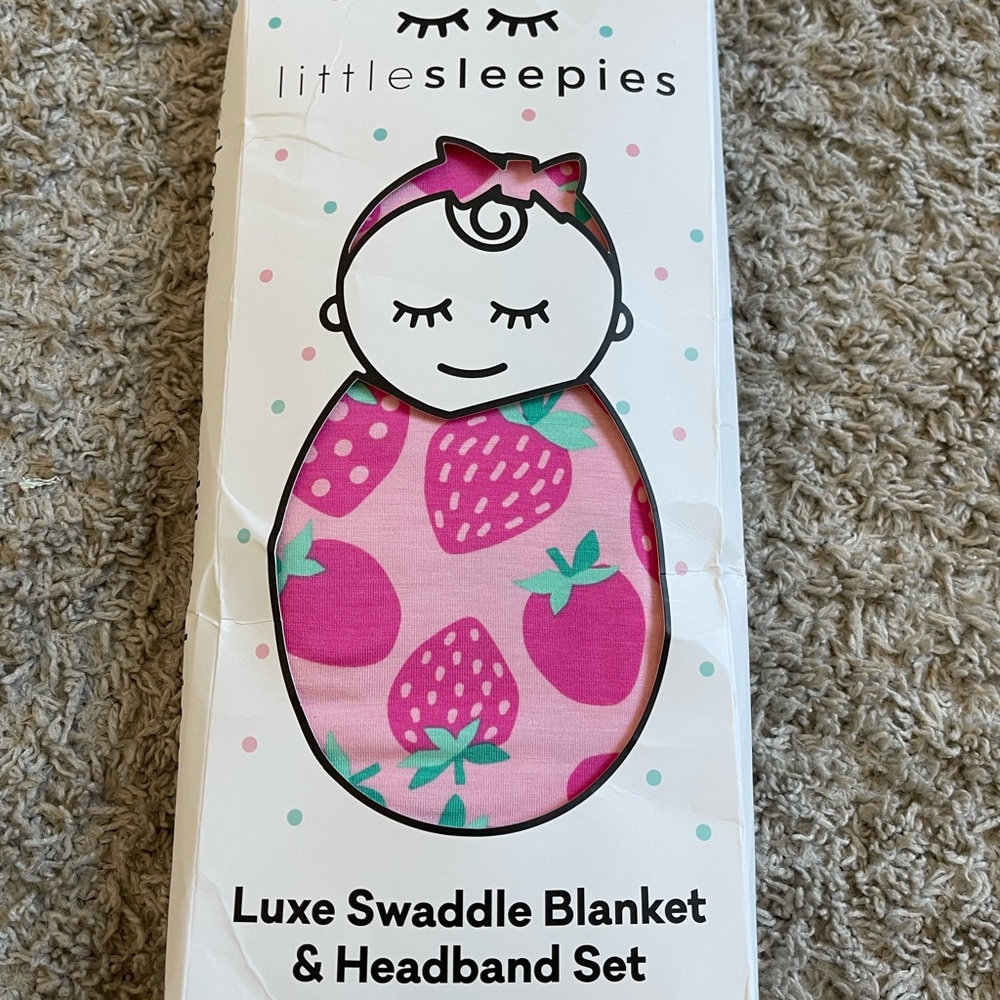 littlesleepies
Luxe Swaddle Blanket
& Headband Set